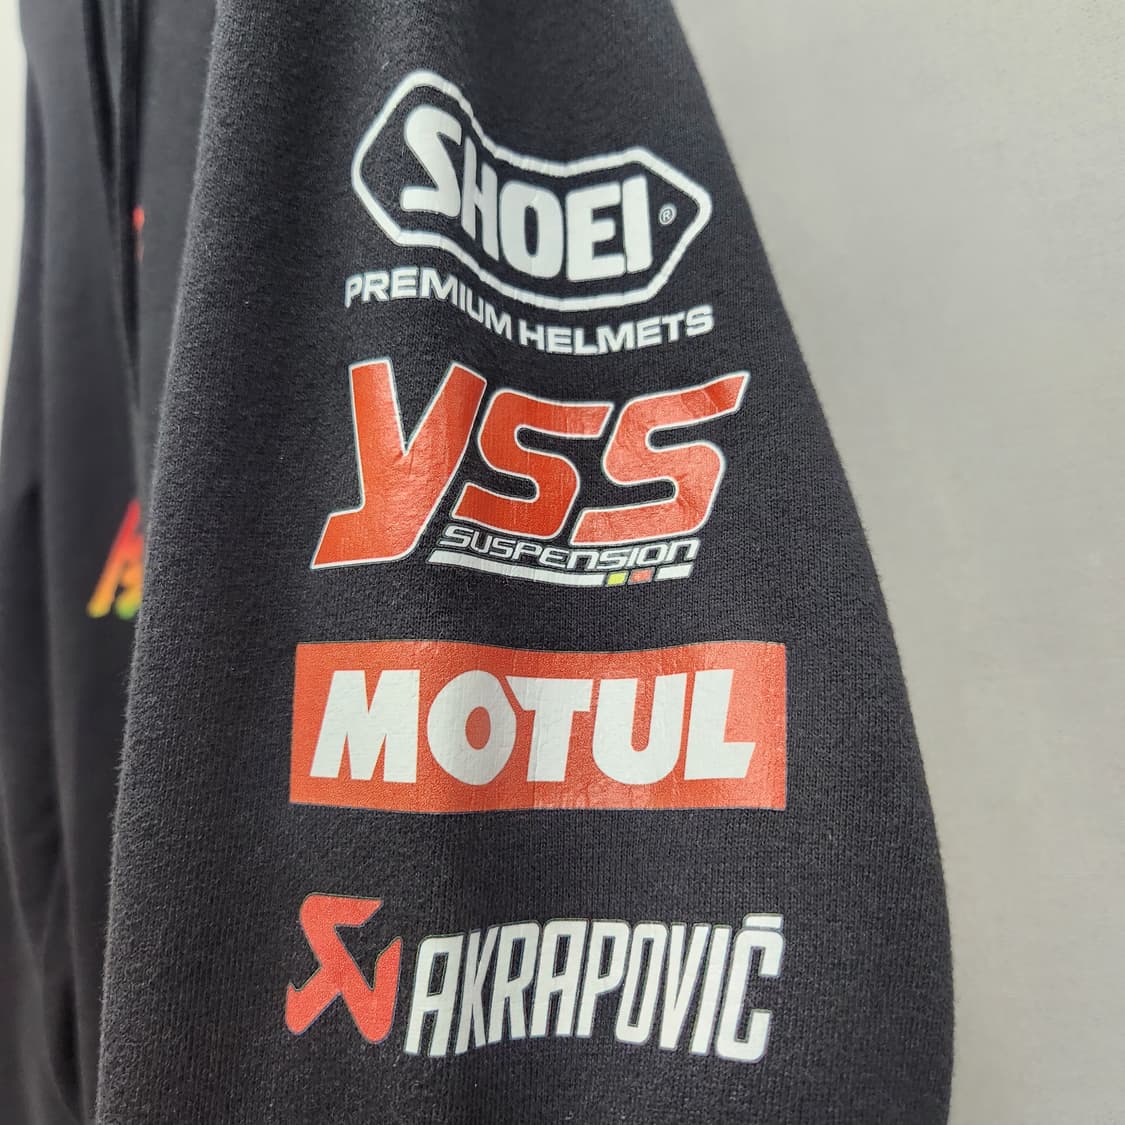 SHOEI ®
PREMIUM HELMETS
YSS
SUSPENSION
MOTUL
AKRAPOVIČ